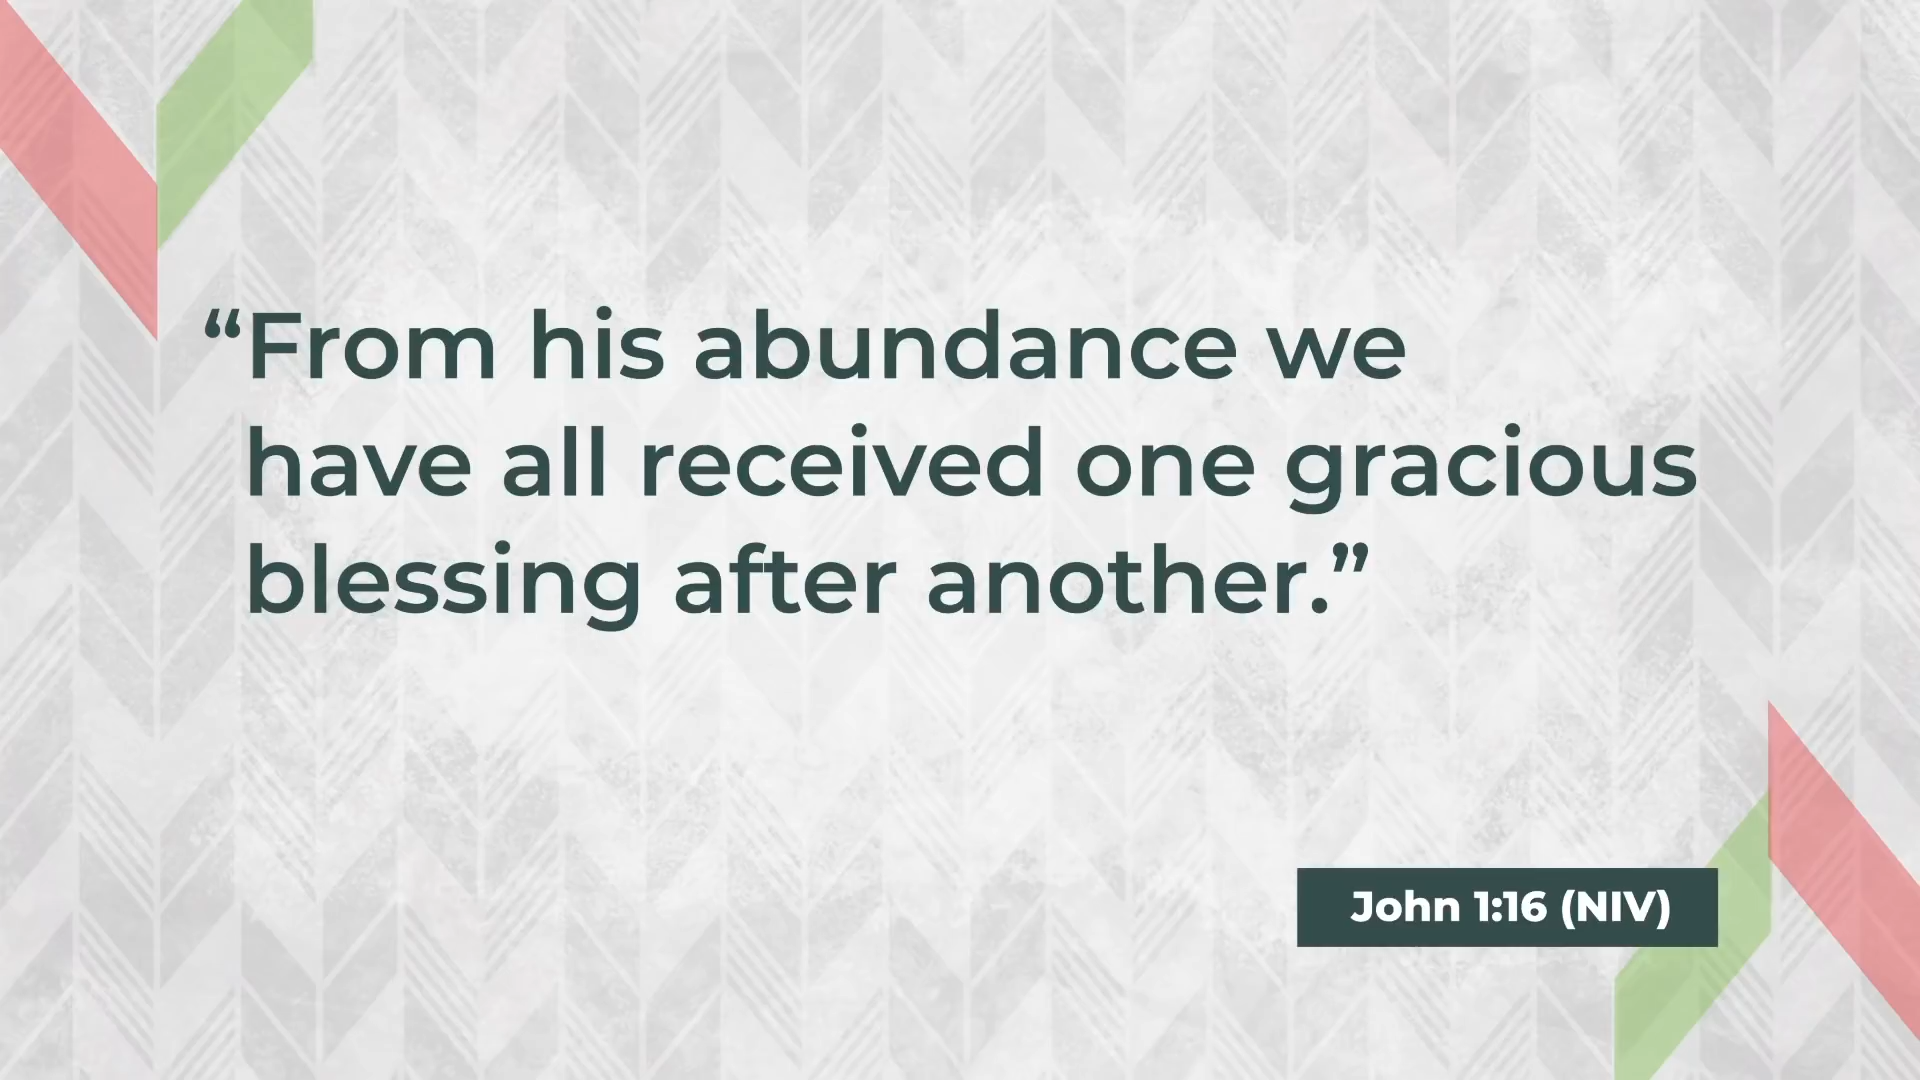 “From his abundance we
have all received one gracious
blessing after another.”
John 1:16 (NIV)